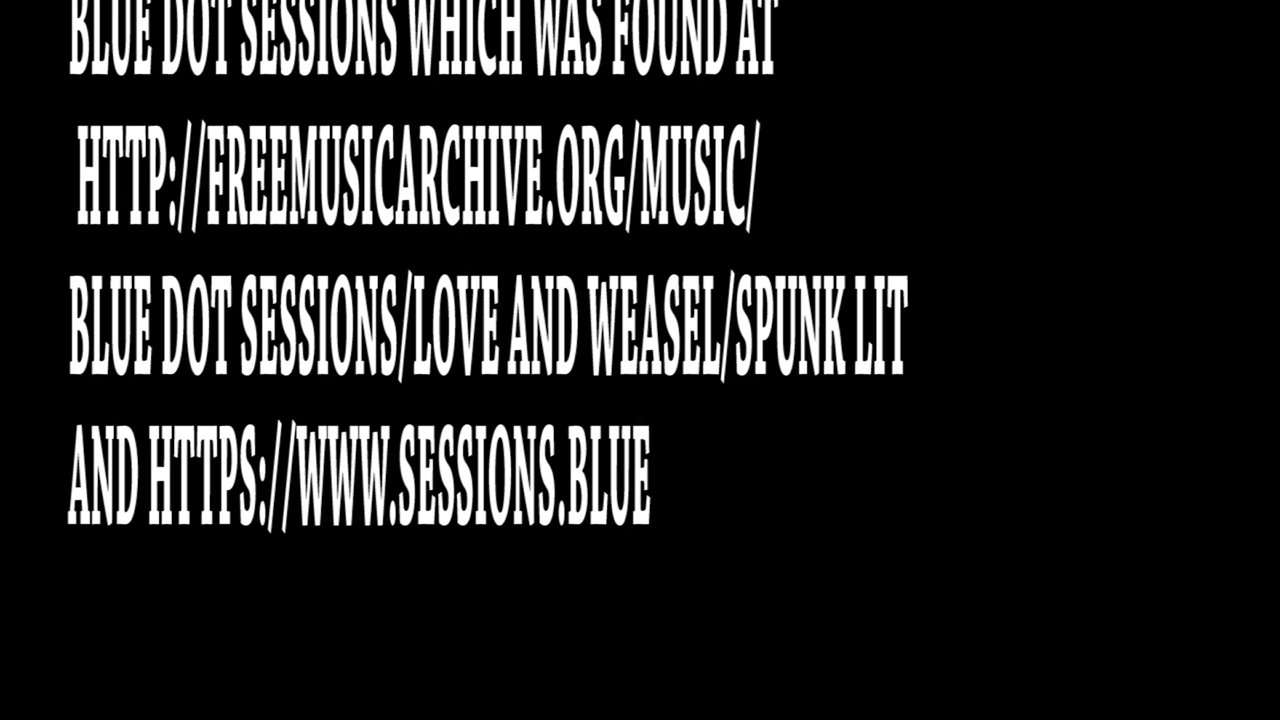 BLUE DOT SESSIONS WHICH WAS FOUND AT
HTTP://FREEMUSICARCHIVE.ORG/MUSIC/
BLUE DOT SESSIONS/LOVE AND WEASEL/SPUNK LIT
AND HTTPS://WWW.SESSIONS.BLUE